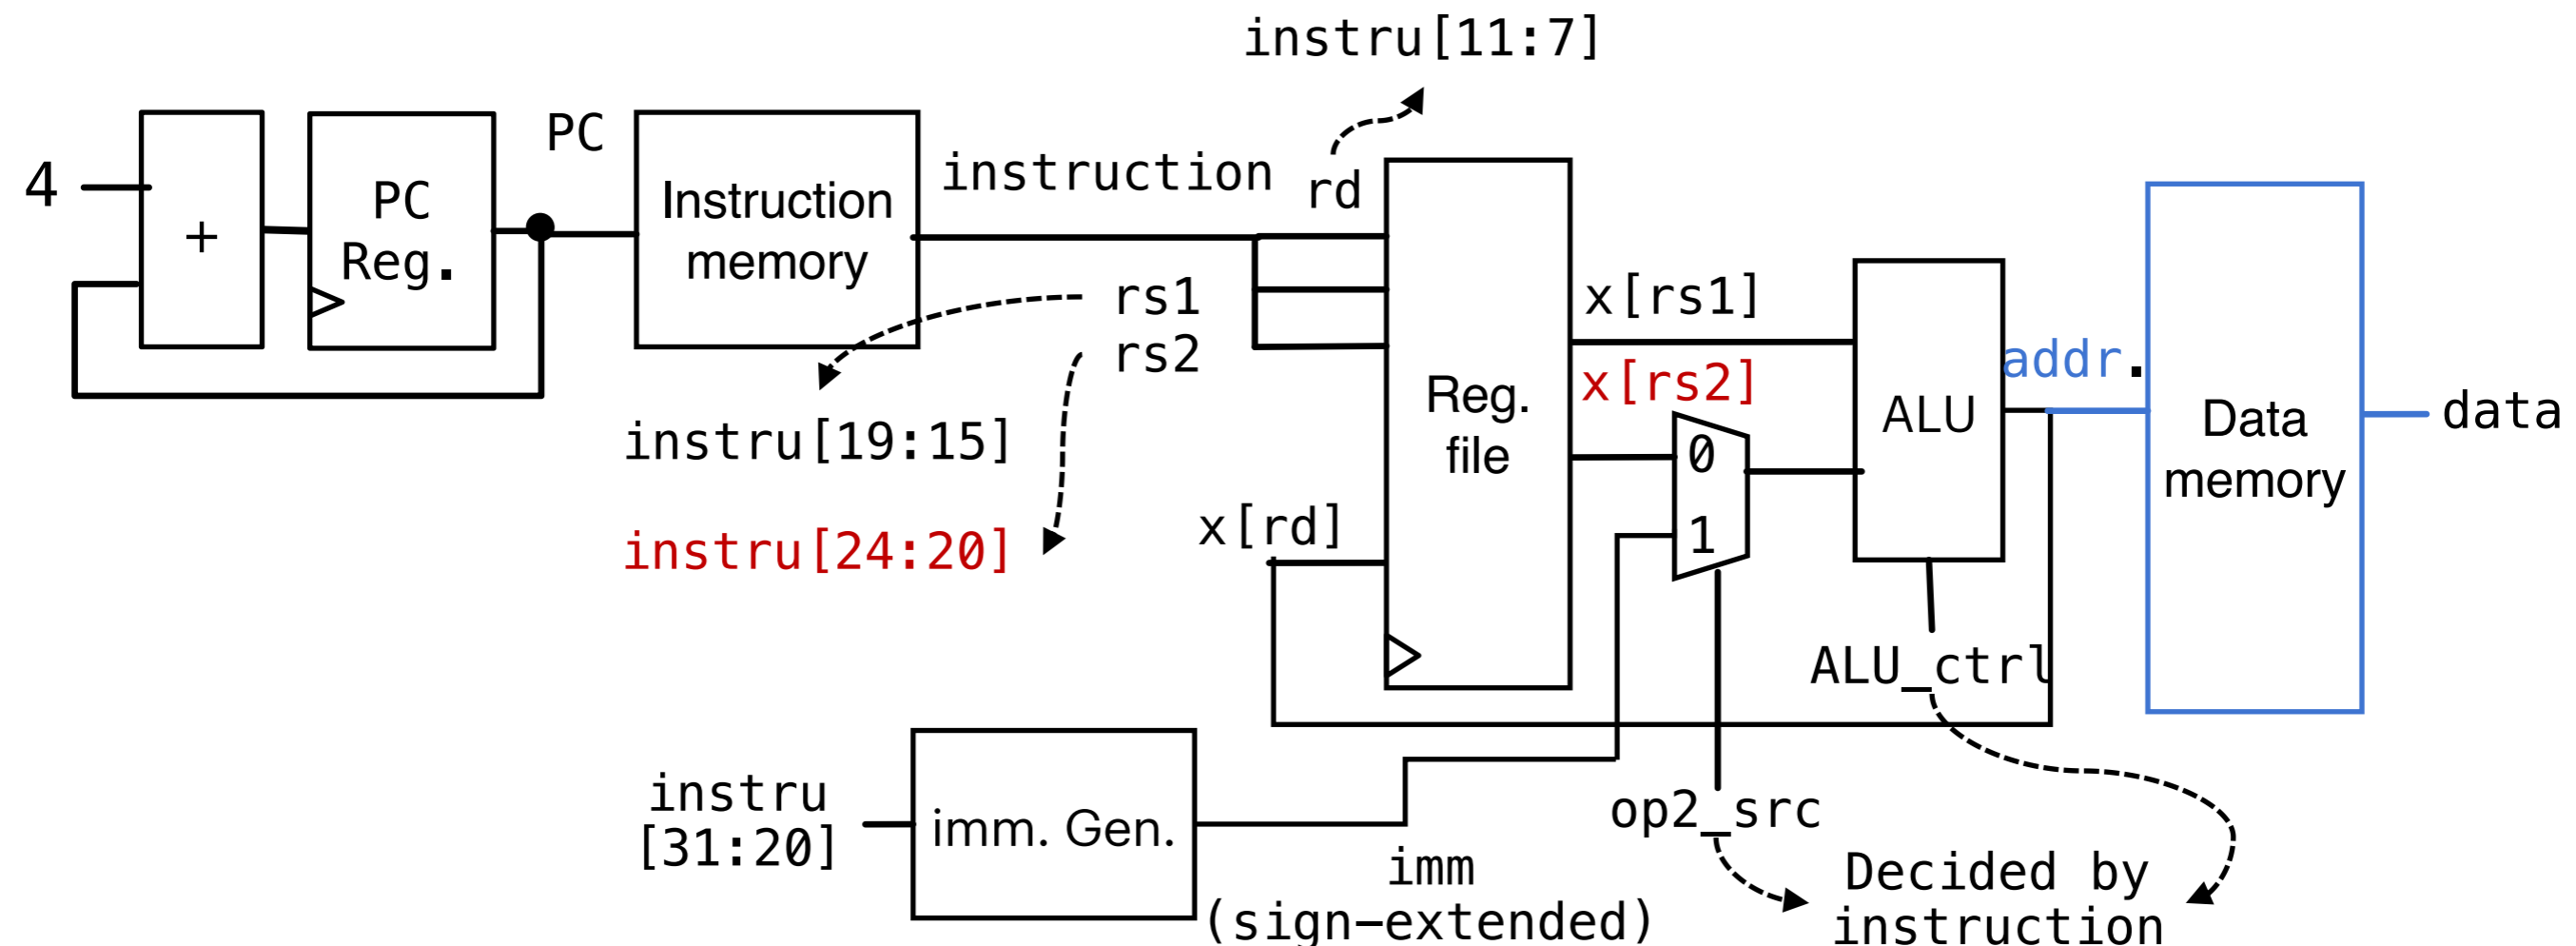 instru[11:7]
4
+
PC
Reg.
PC
Instruction
memory
instruction
rd
rs1
rs2
instru[19:15]
instru[24:20]
x[rd]
Reg.
file
x[rs1]
x[rs2]
0
1
ALU
addr.
Data
memory
data
ALU_ctrl
instru
[31:20]
imm. Gen.
imm
(sign-extended)
op2_src
Decided by
instruction